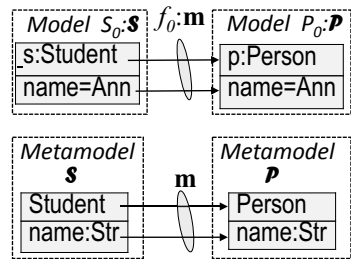 Model S₀:𝓢 f₀:m Model P₀:𝓟
s:Student p:Person
name=Ann name=Ann
Metamodel Metamodel
𝓢 m 𝓟
Student Person
name:Str name:Str